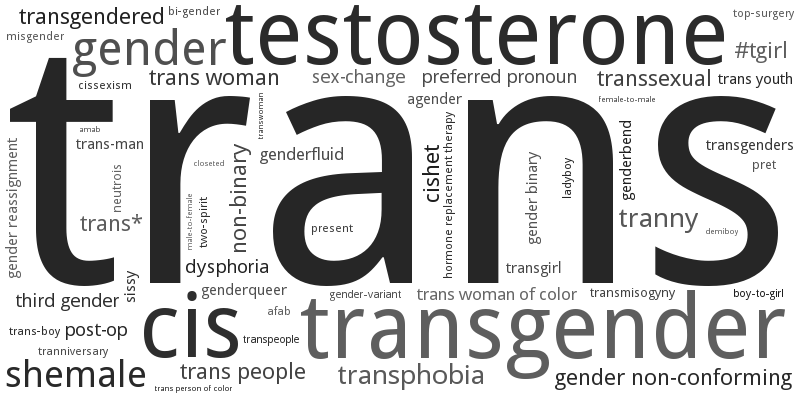 transgendered
bi-gender
testosterone
top-surgery
misgender
gender
#tgirl
cissexism
trans woman
sex-change
preferred pronoun
transsexual
trans youth
trans
transwoman
agender
female-to-male
amab
trans-man
closeted
genderfluid
cishet
hormone replacement therapy
gender binary
ladyboy
genderbend
transgenders
pret
gender reassignment
neutrois
male-to-female
two-spirit
non-binary
trans*
present
tranny
demiboy
dysphoria
transgirl
sissy
third gender
genderqueer
gender-variant
trans woman of color
transmisogyny
boy-to-girl
cis
afab
transgender
trans-boy
post-op
transpeople
tranniversary
shemale
trans people
transphobia
gender non-conforming
trans person of color